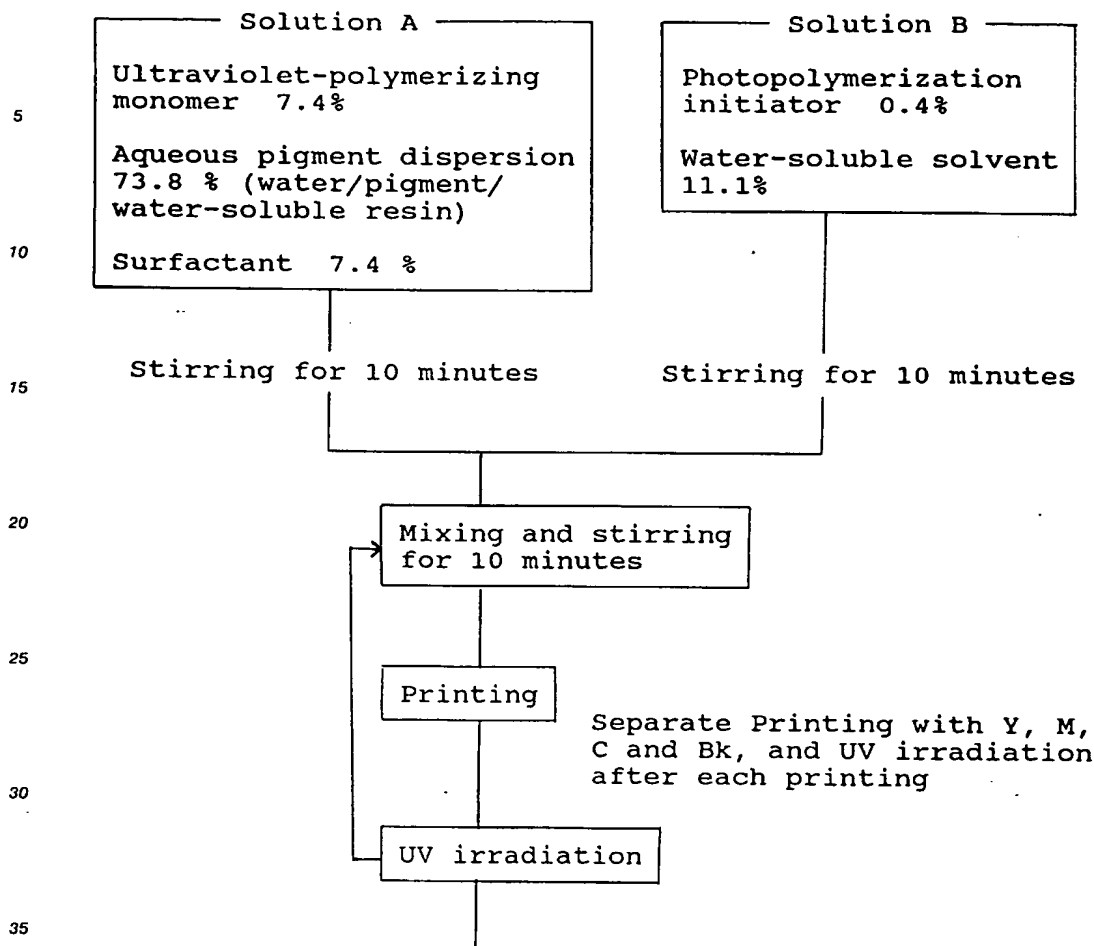 Solution A
Ultraviolet-polymerizing
monomer 7.4%
Aqueous pigment dispersion
73.8 % (water/pigment/
water-soluble resin)
Surfactant 7.4 %
Solution B
Photopolymerization
initiator 0.4%
Water-soluble solvent
11.1%
5
10
Stirring for 10 minutes
Stirring for 10 minutes
15
20
Mixing and stirring
for 10 minutes
25
Printing
Separate Printing with Y, M,
C and Bk, and UV irradiation
after each printing
30
UV irradiation
35